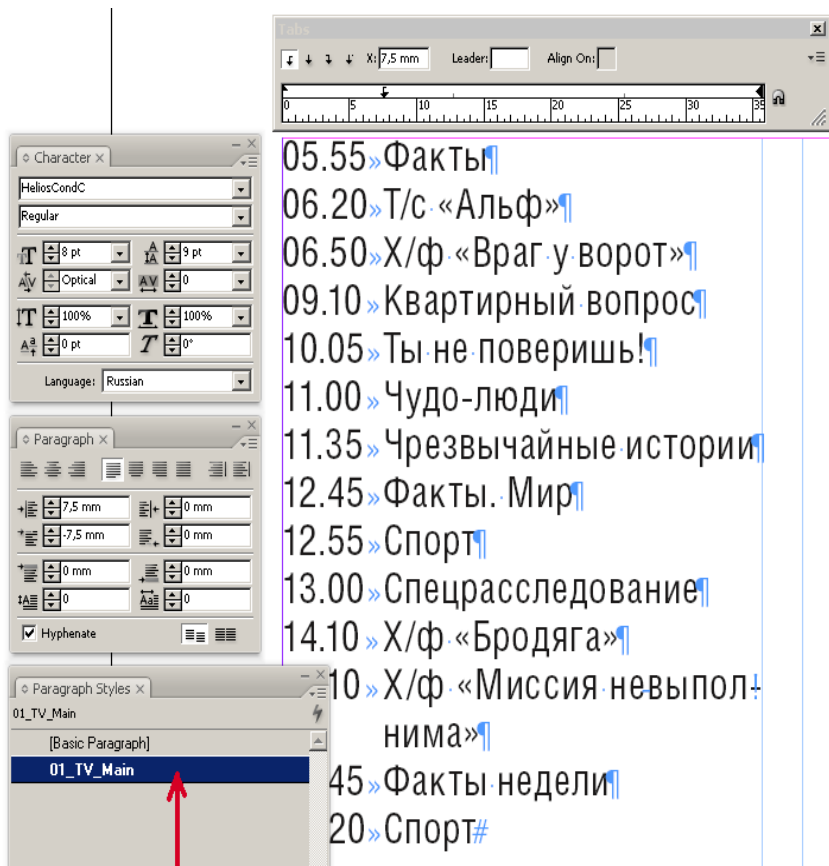 Tabs
X: 7,5 mm Leader: Align On:
0 5 10 15 20 25 30 35
Character
HeliosCondC
Regular
8 pt 9 pt
Optical 0
100% 100%
0 pt 0°
Language: Russian
Paragraph
7,5 mm 0 mm
-7,5 mm 0 mm
0 mm 0 mm
0 0
Hyphenate
Paragraph Styles
01_TV_Main
[Basic Paragraph]
01_TV_Main
05.55»Факты¶
06.20»Т/с·«Альф»¶
06.50»Х/ф·«Враг·у·ворот»¶
09.10»Квартирный·вопрос¶
10.05»Ты·не·поверишь!¶
11.00»Чудо-люди¶
11.35»Чрезвычайные·истории¶
12.45»Факты.·Мир¶
12.55»Спорт¶
13.00»Спецрасследование¶
14.10»Х/ф·«Бродяга»¶
10»Х/ф·«Миссия·невыпол-
нима»¶
45»Факты·недели¶
20»Спорт#